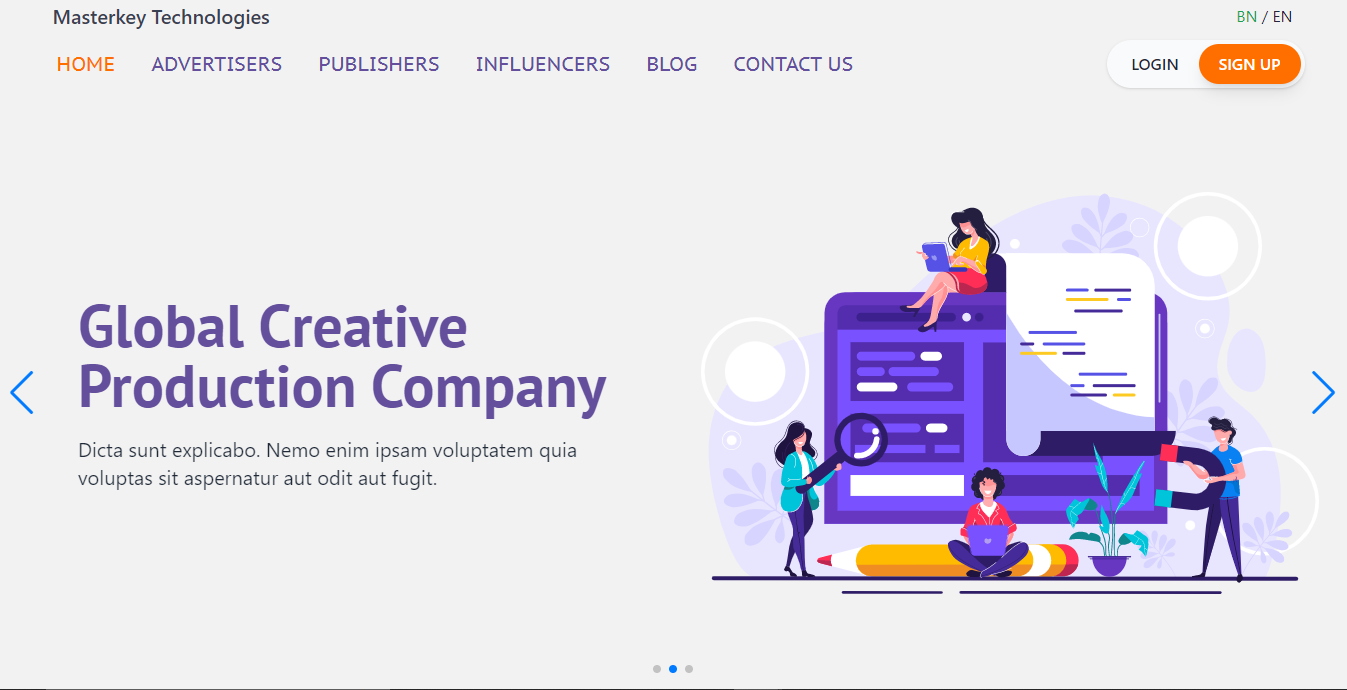 Masterkey Technologies
BN / EN
HOME ADVERTISERS PUBLISHERS INFLUENCERS BLOG CONTACT US
LOGIN SIGN UP
Global Creative
Production Company
Dicta sunt explicabo. Nemo enim ipsam voluptatem quia
voluptas sit aspernatur aut odit aut fugit.